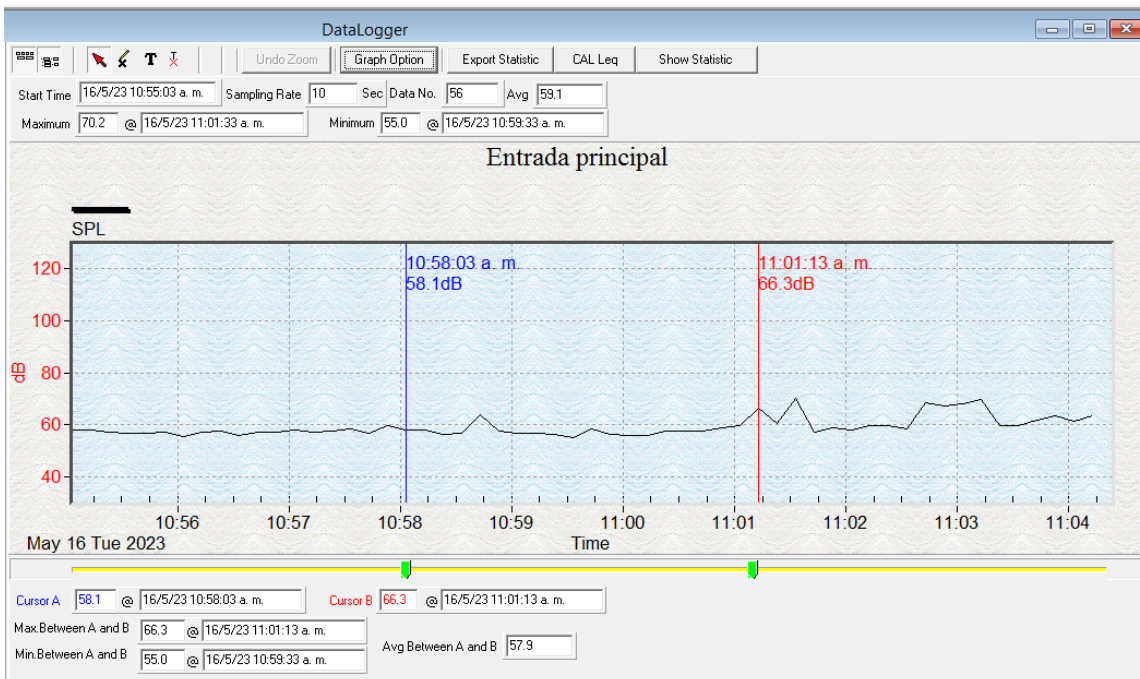 DataLogger
T Undo Zoom Graph Option Export Statistic CAL Leq Show Statistic
Start Time 16/5/23 10:55:03 a. m. Sampling Rate 10 Sec Data No. 56 Avg 59.1
Maximum 70.2 @ 16/5/23 11:01:33 a. m. Minimum 55.0 @ 16/5/23 10:59:33 a. m.
Entrada principal
SPL
10:58:03 a. m.
58.1dB
11:01:13 a. m.
66.3dB
120
100
80
60
40
dB
10:56 10:57 10:58 10:59 11:00 11:01 11:02 11:03 11:04
May 16 Tue 2023 Time
Cursor A 58.1 @ 16/5/23 10:58:03 a. m. Cursor B 66.3 @ 16/5/23 11:01:13 a. m.
Max.Between A and B 66.3 @ 16/5/23 11:01:13 a. m.
Min.Between A and B 55.0 @ 16/5/23 10:59:33 a. m.
Avg Between A and B 57.9